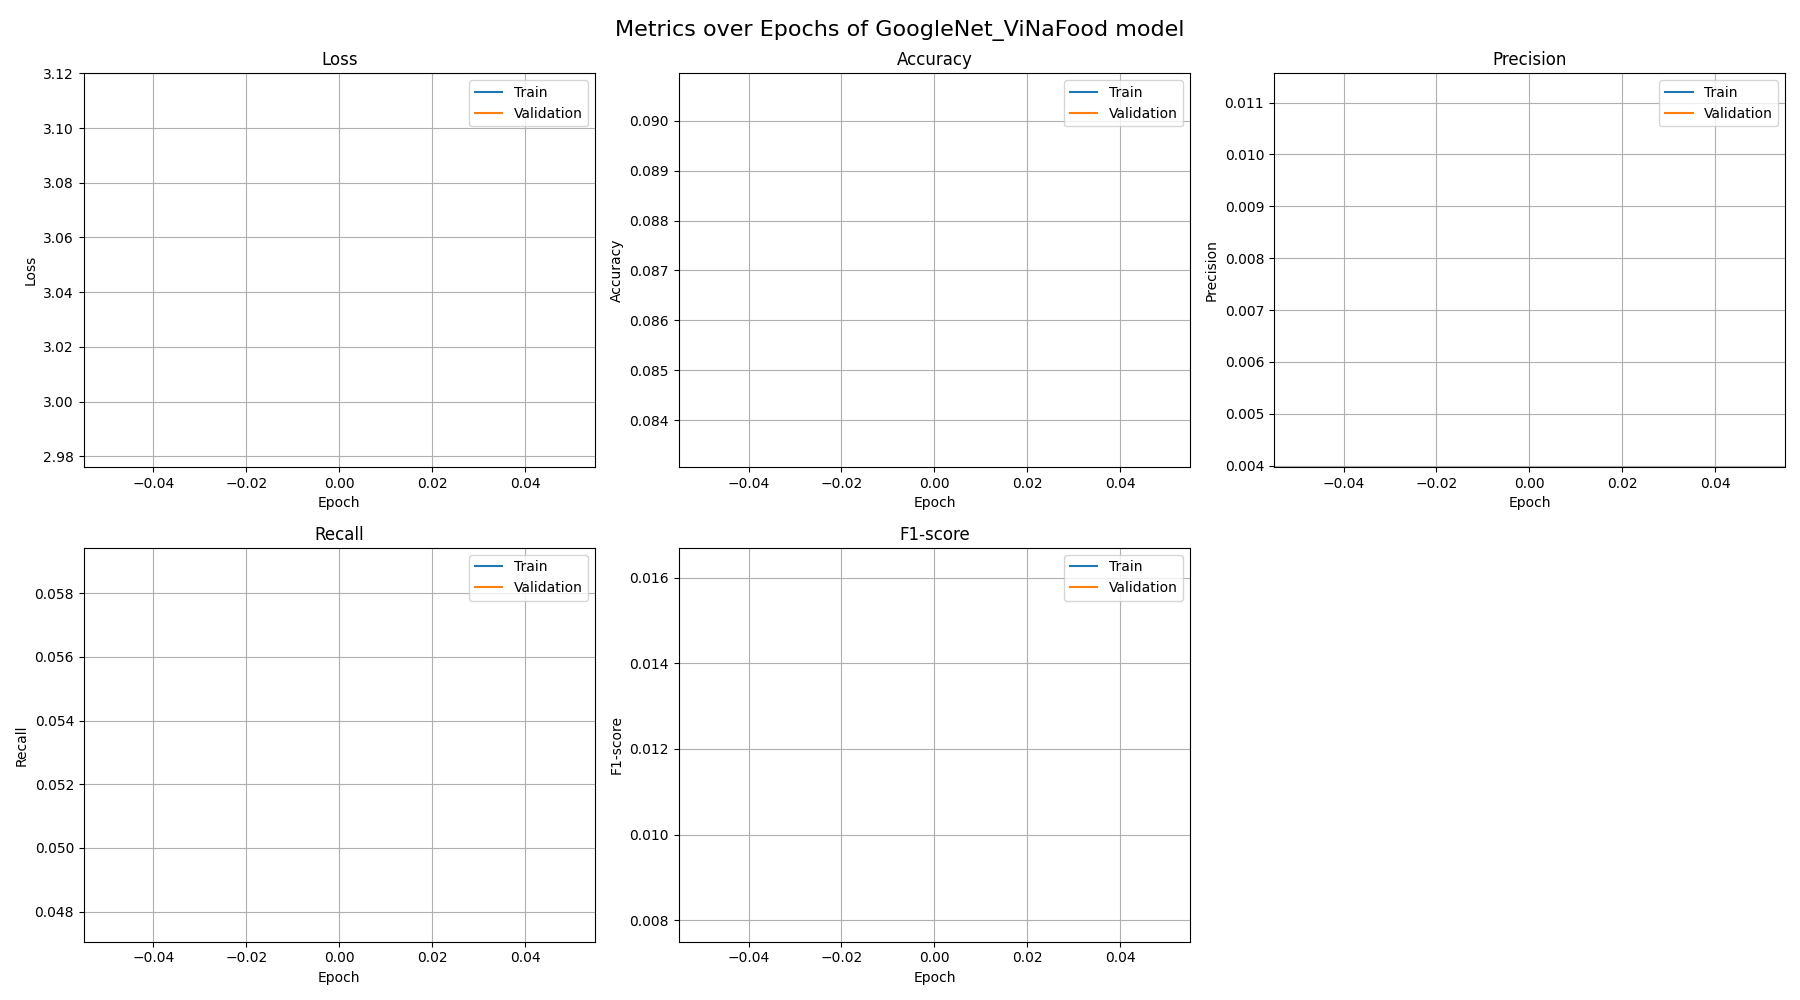 Metrics over Epochs of GoogleNet_ViNaFood model
Loss
3.12
3.10
3.08
3.06
3.04
3.02
3.00
2.98
Loss
Train
Validation
−0.04 −0.02 0.00 0.02 0.04
Epoch
Accuracy
0.090
0.089
0.088
0.087
0.086
0.085
0.084
Accuracy
Train
Validation
−0.04 −0.02 0.00 0.02 0.04
Epoch
Precision
0.011
0.010
0.009
0.008
0.007
0.006
0.005
0.004
Precision
Train
Validation
−0.04 −0.02 0.00 0.02 0.04
Epoch
Recall
0.058
0.056
0.054
0.052
0.050
0.048
Recall
Train
Validation
−0.04 −0.02 0.00 0.02 0.04
Epoch
F1-score
0.016
0.014
0.012
0.010
0.008
F1-score
Train
Validation
−0.04 −0.02 0.00 0.02 0.04
Epoch